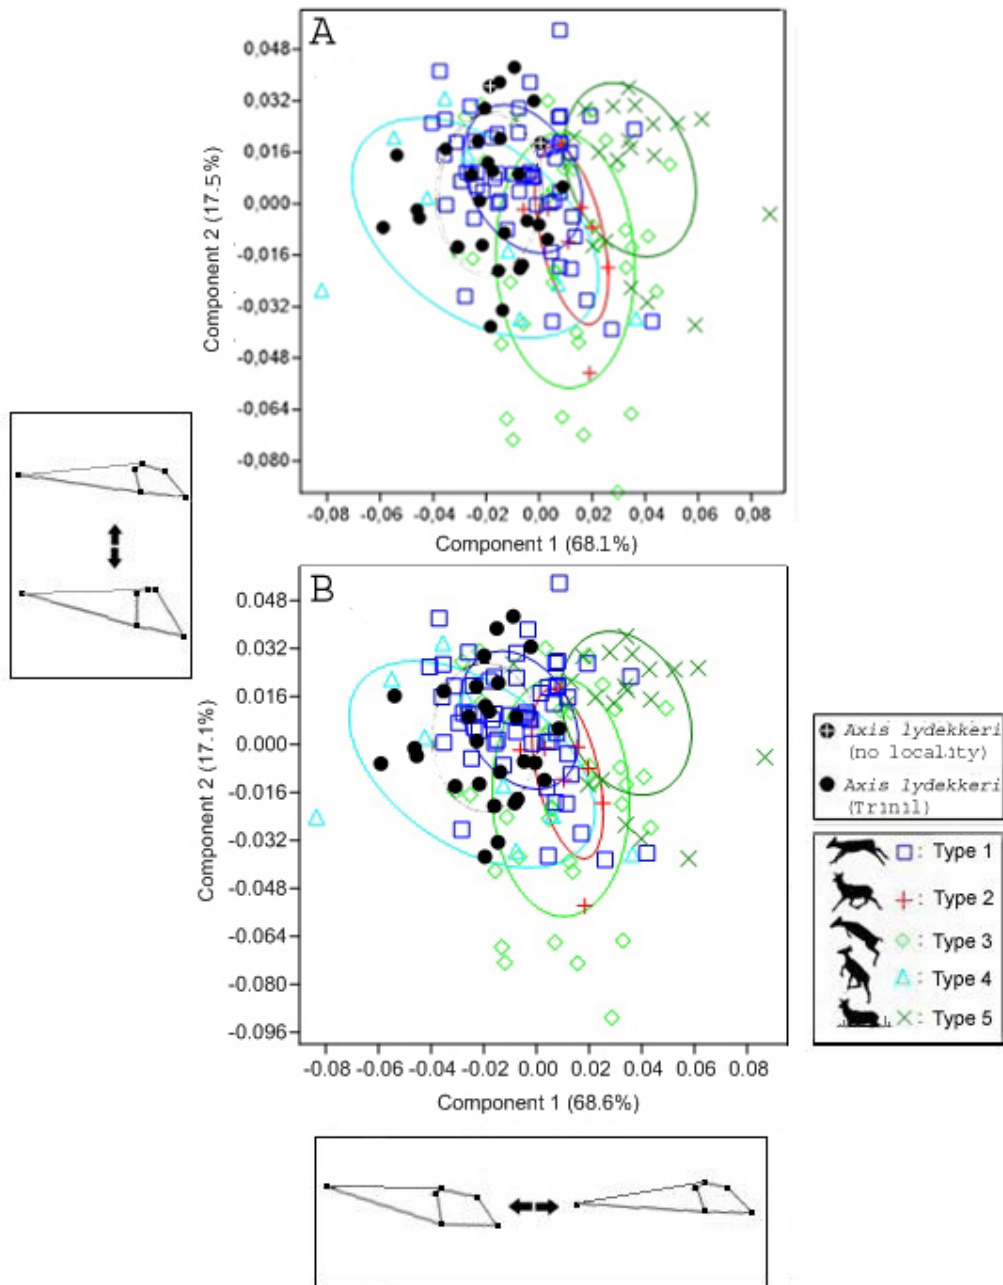 A
0,048
0,032
0,016
0,000
-0,016
-0,032
-0,048
-0,064
-0,080
Component 2 (17.5%)
-0,08 -0,06 -0,04 -0,02 0,00 0,02 0,04 0,06 0,08
Component 1 (68.1%)
B
0.048
0.032
0.016
0.000
-0.016
-0.032
-0.048
-0.064
-0.080
-0.096
Component 2 (17.1%)
-0.08 -0.06 -0.04 -0.02 0.00 0.02 0.04 0.06 0.08
Component 1 (68.6%)
Axis lydekkeri
(no locality)
Axis lydekkeri
(Trinil)
: Type 1
: Type 2
: Type 3
: Type 4
: Type 5